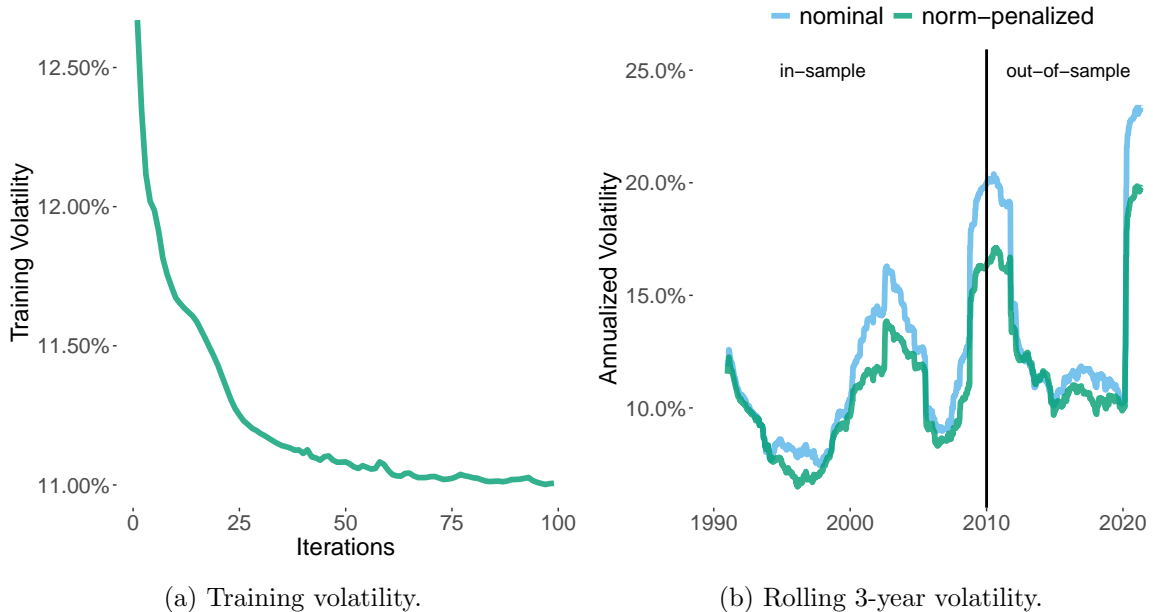 Training Volatility
12.50%
12.00%
11.50%
11.00%
0 25 50 75 100
Iterations
(a) Training volatility.
nominal norm−penalized
Annualized Volatility
25.0%
20.0%
15.0%
10.0%
in−sample out−of−sample
1990 2000 2010 2020
(b) Rolling 3-year volatility.